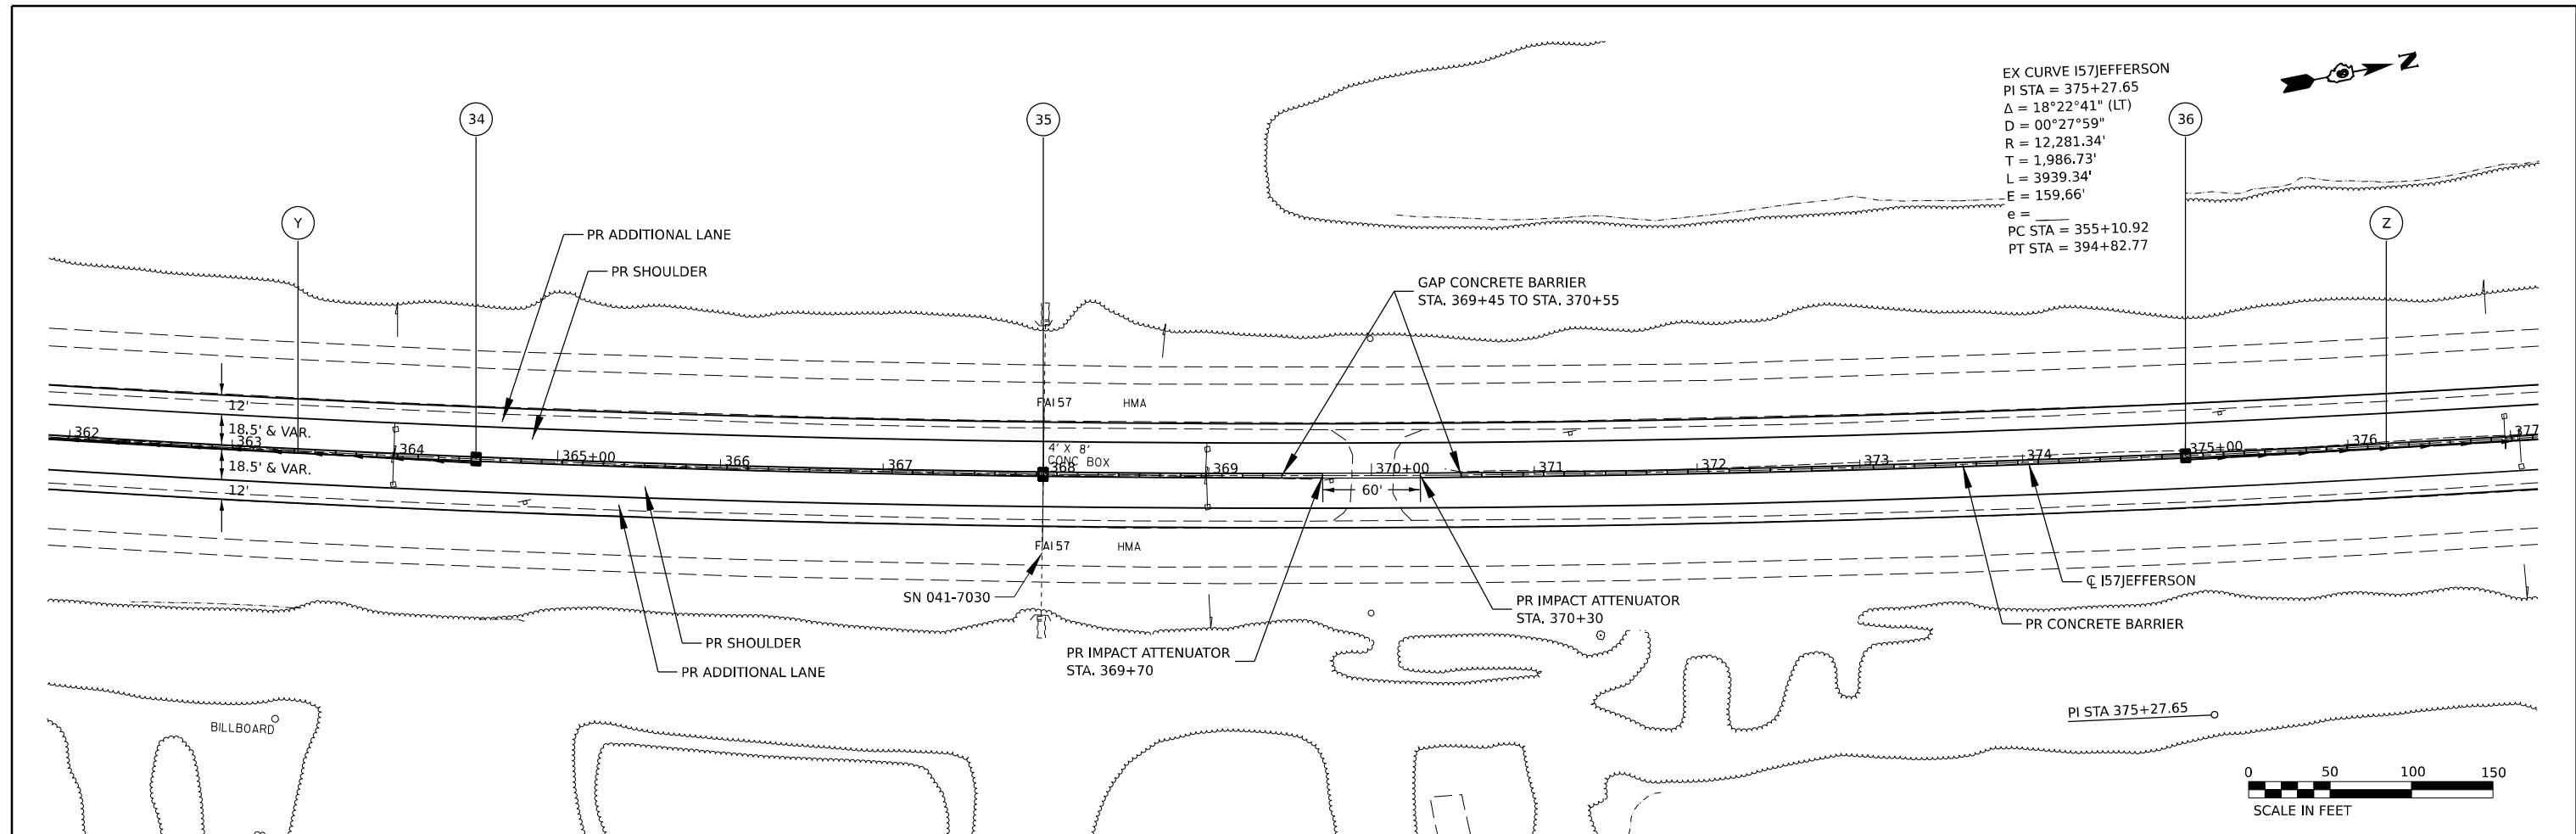 N
EX CURVE I57JEFFERSON
PI STA = 375+27.65
Δ = 18°22'41" (LT)
D = 00°27'59"
R = 12,281.34'
T = 1,986.73'
L = 3939.34'
E = 159.66'
e = ____
PC STA = 355+10.92
PT STA = 394+82.77
34
35
36
Y
Z
PR ADDITIONAL LANE
PR SHOULDER
GAP CONCRETE BARRIER
STA. 369+45 TO STA. 370+55
12'
18.5' & VAR.
18.5' & VAR.
12'
FAI 57 HMA
4' X 8'
CONC BOX
362
363
364
365+00
366
367
368
369
370+00
371
372
373
374
375+00
376
377
60'
FAI 57 HMA
SN 041-7030
℄ I57JEFFERSON
PR IMPACT ATTENUATOR
STA. 370+30
PR CONCRETE BARRIER
PR SHOULDER
PR ADDITIONAL LANE
PR IMPACT ATTENUATOR
STA. 369+70
BILLBOARD
PI STA 375+27.65
0 50 100 150
SCALE IN FEET